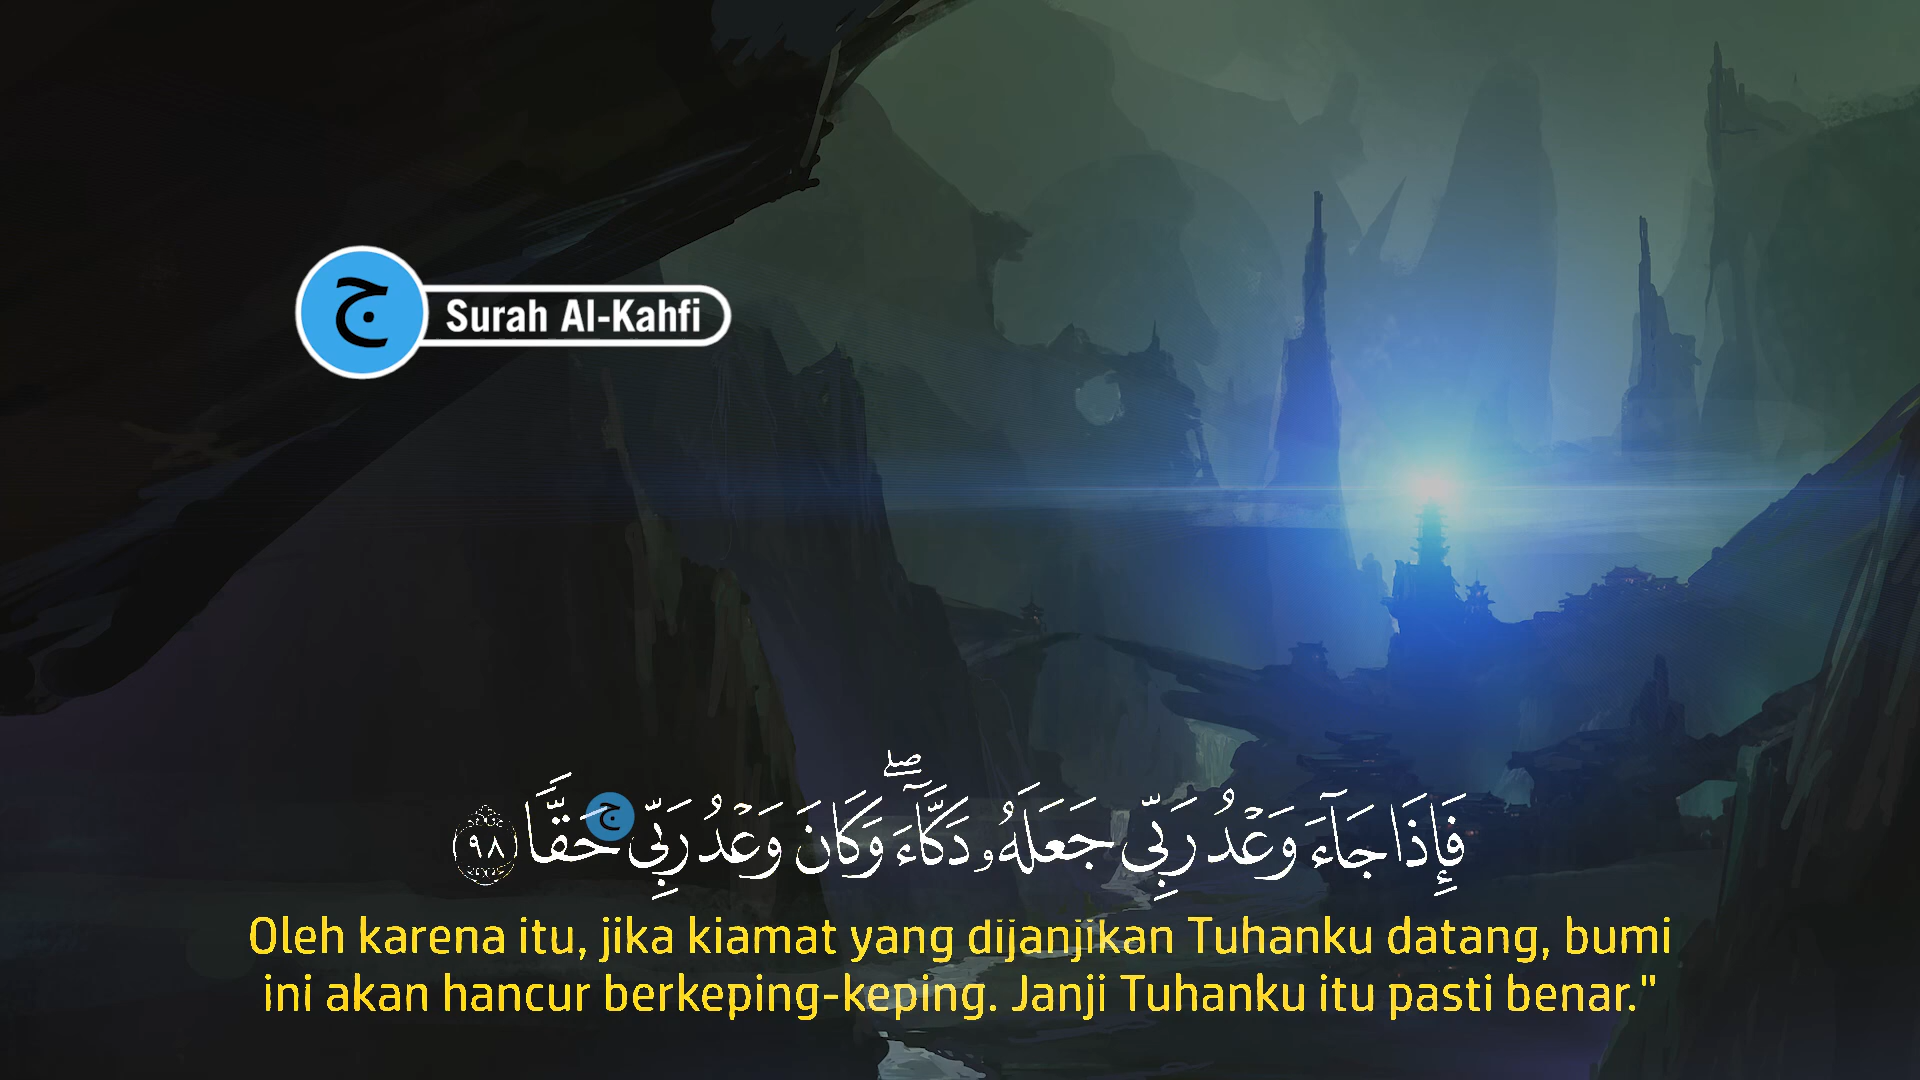 ج
Surah Al-Kahfi
فَإِذَا جَآءَ وَعْدُ رَبِّى جَعَلَهُۥ دَكَّآءَ ۖ وَكَانَ وَعْدُ رَبِّى حَقًّا ٩٨
ج
Oleh karena itu, jika kiamat yang dijanjikan Tuhanku datang, bumi
ini akan hancur berkeping-keping. Janji Tuhanku itu pasti benar."